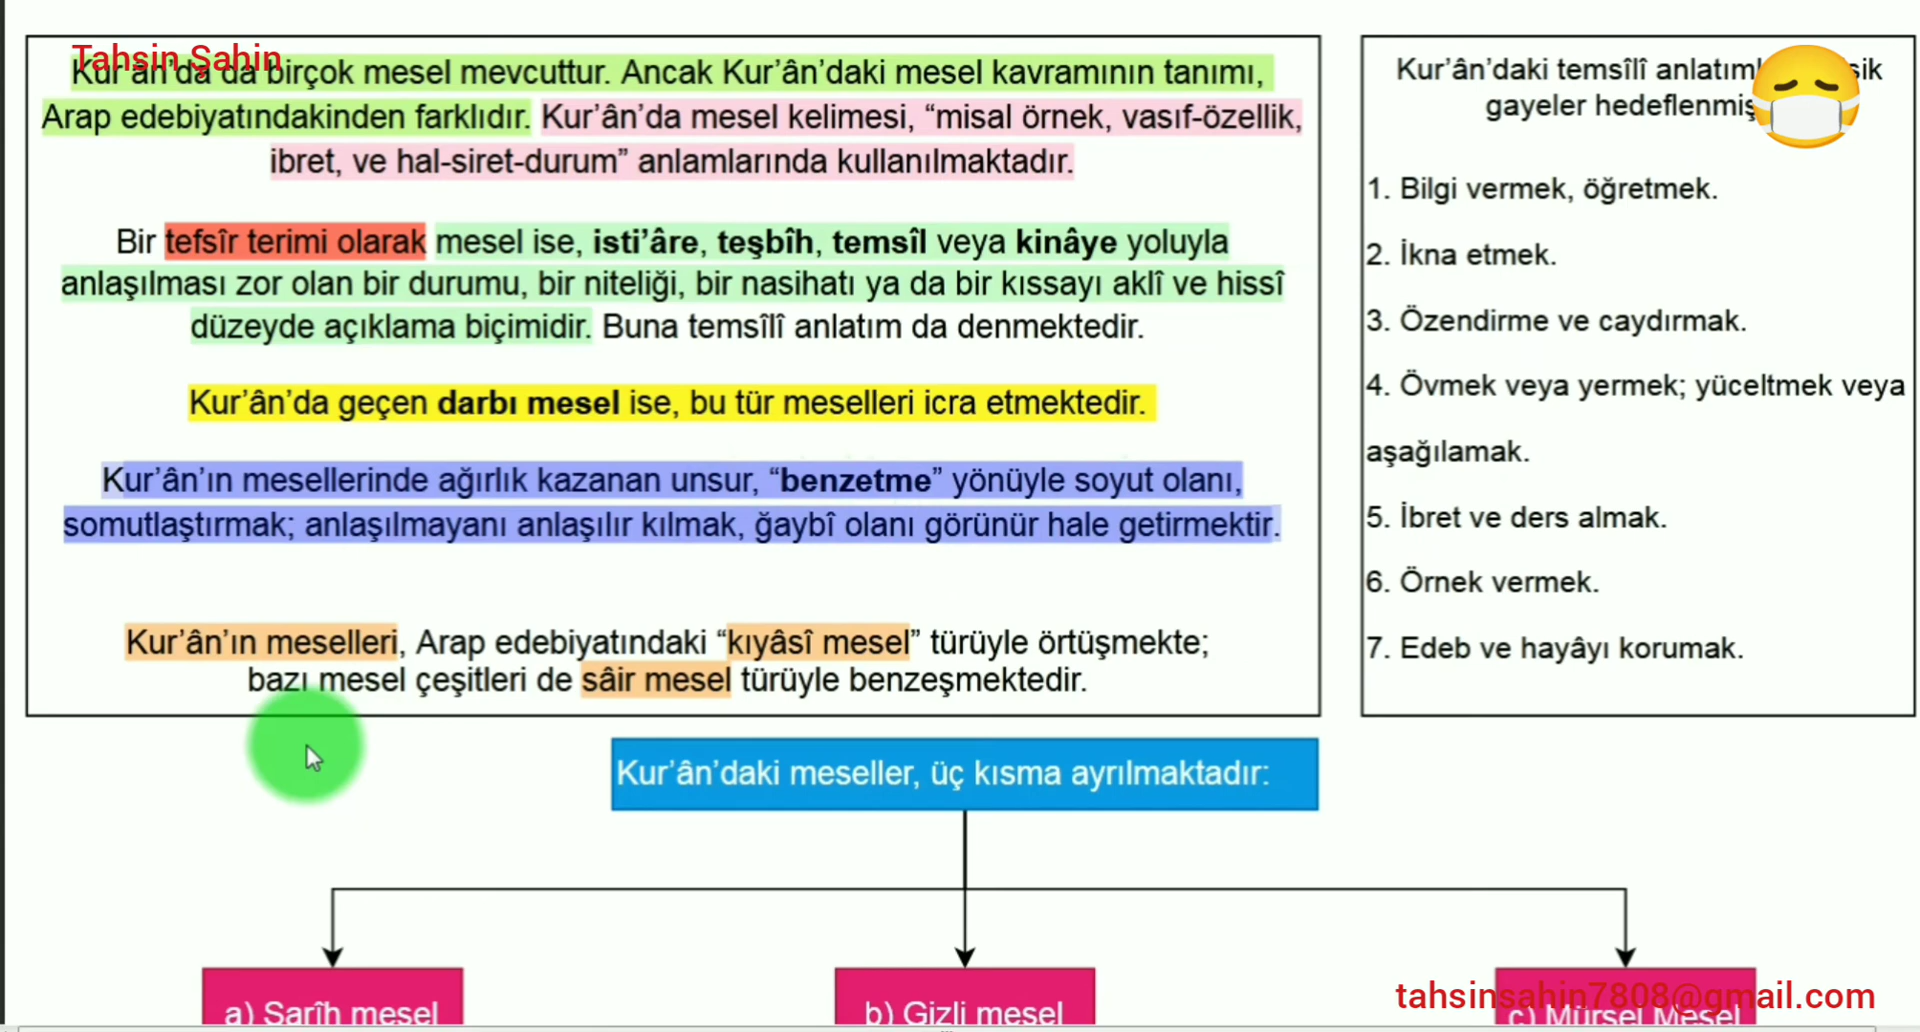 Tahsin Şahin
Kur'ân'da da birçok mesel mevcuttur. Ancak Kur'ân'daki mesel kavramının tanımı,
Arap edebiyatındakinden farklıdır. Kur'ân'da mesel kelimesi, “misal örnek, vasıf-özellik,
ibret, ve hal-siret-durum” anlamlarında kullanılmaktadır.
Bir tefsîr terimi olarak mesel ise, isti’âre, teşbîh, temsîl veya kinâye yoluyla
anlaşılması zor olan bir durumu, bir niteliği, bir nasihatı ya da bir kıssayı aklî ve hissî
düzeyde açıklama biçimidir. Buna temsîlî anlatım da denmektedir.
Kur’ân’da geçen darbı mesel ise, bu tür meselleri icra etmektedir.
Kur’ân’ın mesellerinde ağırlık kazanan unsur, “benzetme” yönüyle soyut olanı,
somutlaştırmak; anlaşılmayanı anlaşılır kılmak, ğaybî olanı görünür hale getirmektir.
Kur’ân’ın meselleri, Arap edebiyatındaki “kıyâsî mesel” türüyle örtüşmekte;
bazı mesel çeşitleri de sâir mesel türüyle benzeşmektedir.
Kur’ân’daki temsîlî
gayeler hedeflenmiş
1. Bilgi vermek, öğretmek.
2. İkna etmek.
3. Özendirme ve caydırmak.
4. Övmek veya yermek; yüceltmek veya
aşağılamak.
5. İbret ve ders almak.
6. Örnek vermek.
7. Edeb ve hayâyı korumak.
Kur’ân’daki meseller, üç kısma ayrılmaktadır:
a) Sarîh mesel
b) Gizli mesel
c) Mürsel Mesel
tahsinsahin7808@gmail.com